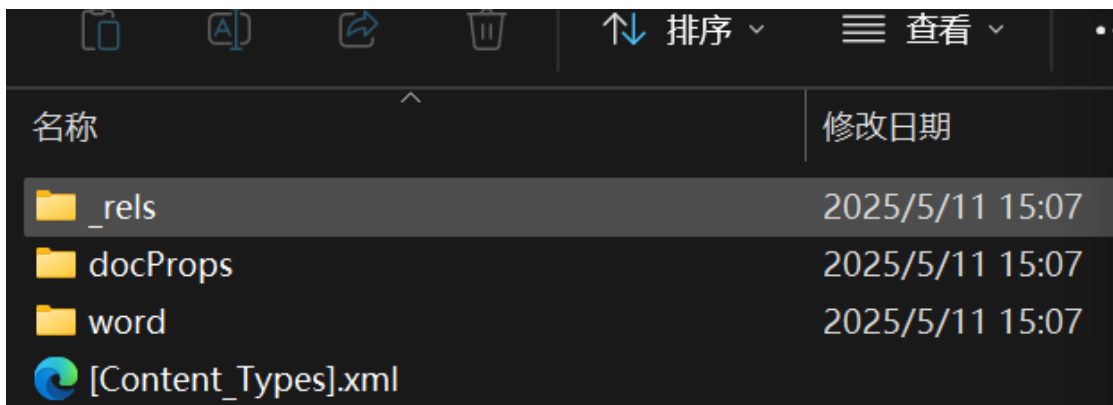 排序 查看
名称 修改日期
_rels 2025/5/11 15:07
docProps 2025/5/11 15:07
word 2025/5/11 15:07
[Content_Types].xml